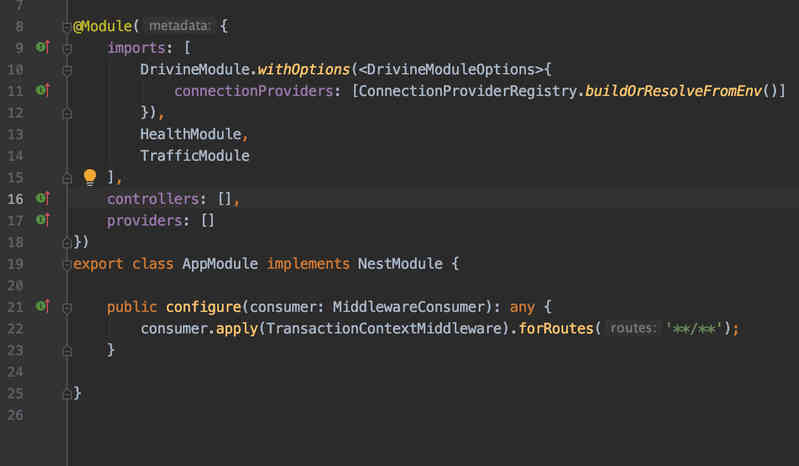 7
8 @Module( metadata: {
9 imports: [
10 DrivineModule.withOptions(<DrivineModuleOptions>{
11 connectionProviders: [ConnectionProviderRegistry.buildOrResolveFromEnv()]
12 }),
13 HealthModule,
14 TrafficModule
15 ],
16 controllers: [],
17 providers: []
18 })
19 export class AppModule implements NestModule {
20
21 public configure(consumer: MiddlewareConsumer): any {
22 consumer.apply(TransactionContextMiddleware).forRoutes( routes: '**/**');
23 }
24
25 }
26